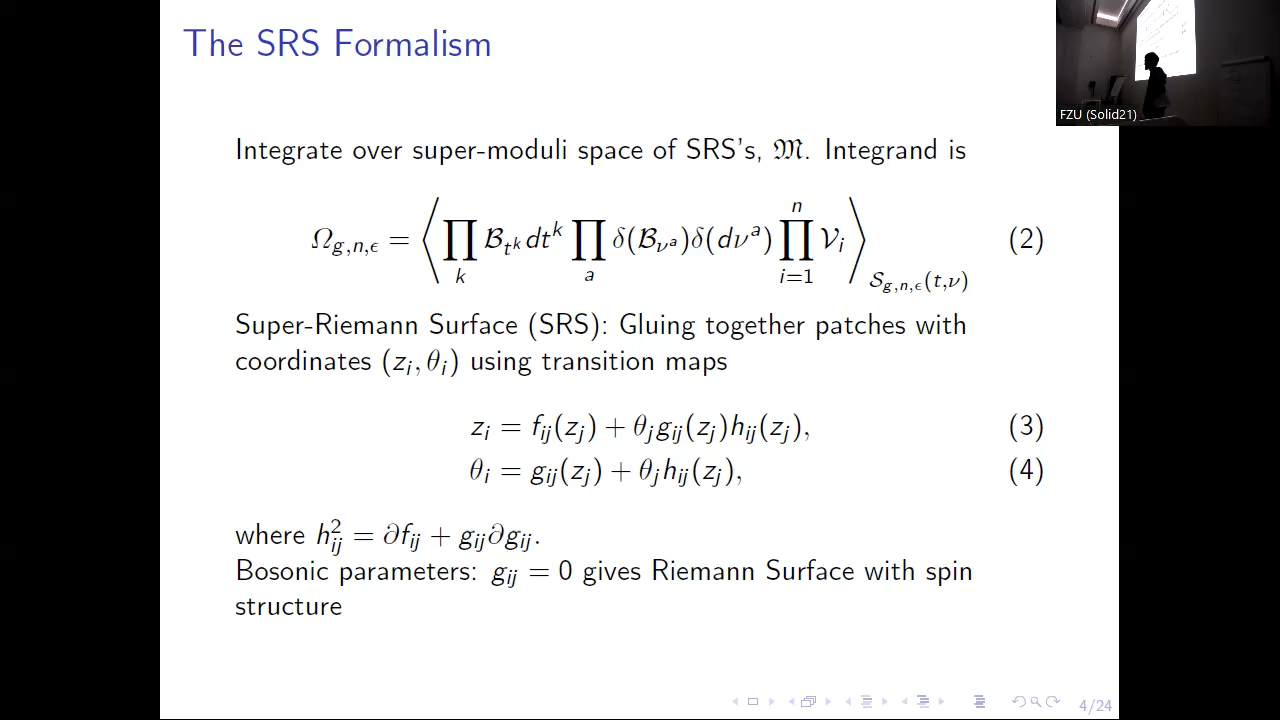 The SRS Formalism
FZU (Solid21)
Integrate over super-moduli space of SRS's, 𝔐. Integrand is
Ω_{g,n,ϵ} = ⟨ ∏_k ℬ_{t^k} dt^k ∏_a δ(ℬ_{ν^a})δ(dν^a) ∏_{i=1}^{n} 𝒱_i ⟩_{𝒮_{g,n,ϵ}(t,ν)} (2)
Super-Riemann Surface (SRS): Gluing together patches with
coordinates (z_i, θ_i) using transition maps
z_i = f_{ij}(z_j) + θ_j g_{ij}(z_j)h_{ij}(z_j), (3)
θ_i = g_{ij}(z_j) + θ_j h_{ij}(z_j), (4)
where h_{ij}^2 = ∂f_{ij} + g_{ij}∂g_{ij}.
Bosonic parameters: g_{ij} = 0 gives Riemann Surface with spin
structure
4/24